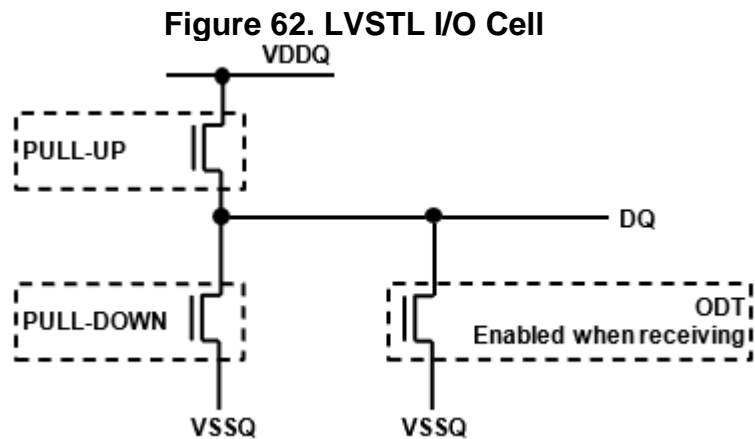 Figure 62. LVSTL I/O Cell
VDDQ
PULL-UP
DQ
PULL-DOWN
ODT
Enabled when receiving
VSSQ
VSSQ